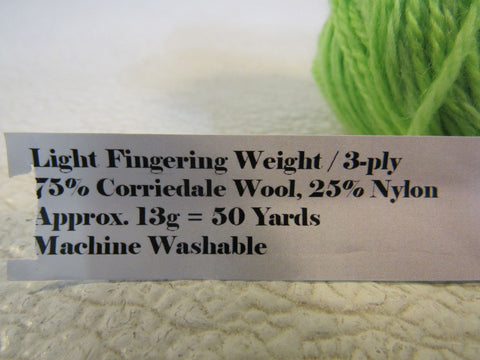 Light Fingering Weight / 3-ply
75% Corriedale Wool, 25% Nylon
Approx. 13g = 50 Yards
Machine Washable